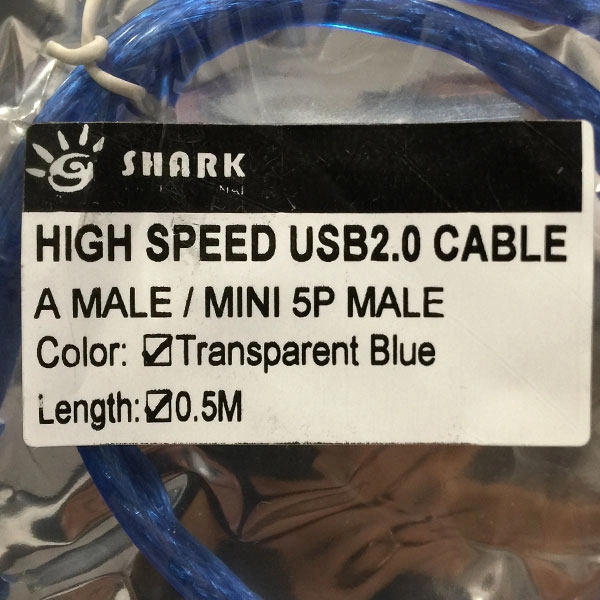 SHARK
HIGH SPEED USB2.0 CABLE
A MALE / MINI 5P MALE
Color: ☑Transparent Blue
Length:☑0.5M